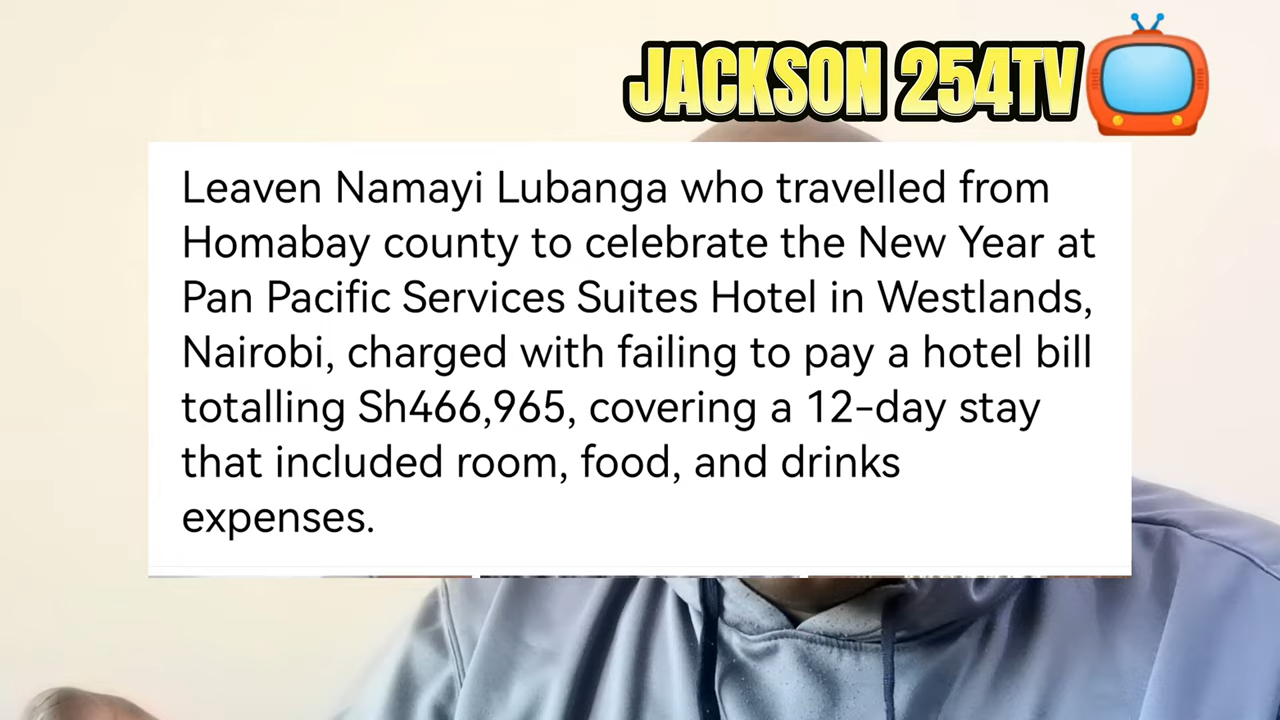 JACKSON 254TV
Leaven Namayi Lubanga who travelled from
Homabay county to celebrate the New Year at
Pan Pacific Services Suites Hotel in Westlands,
Nairobi, charged with failing to pay a hotel bill
totalling Sh466,965, covering a 12-day stay
that included room, food, and drinks
expenses.